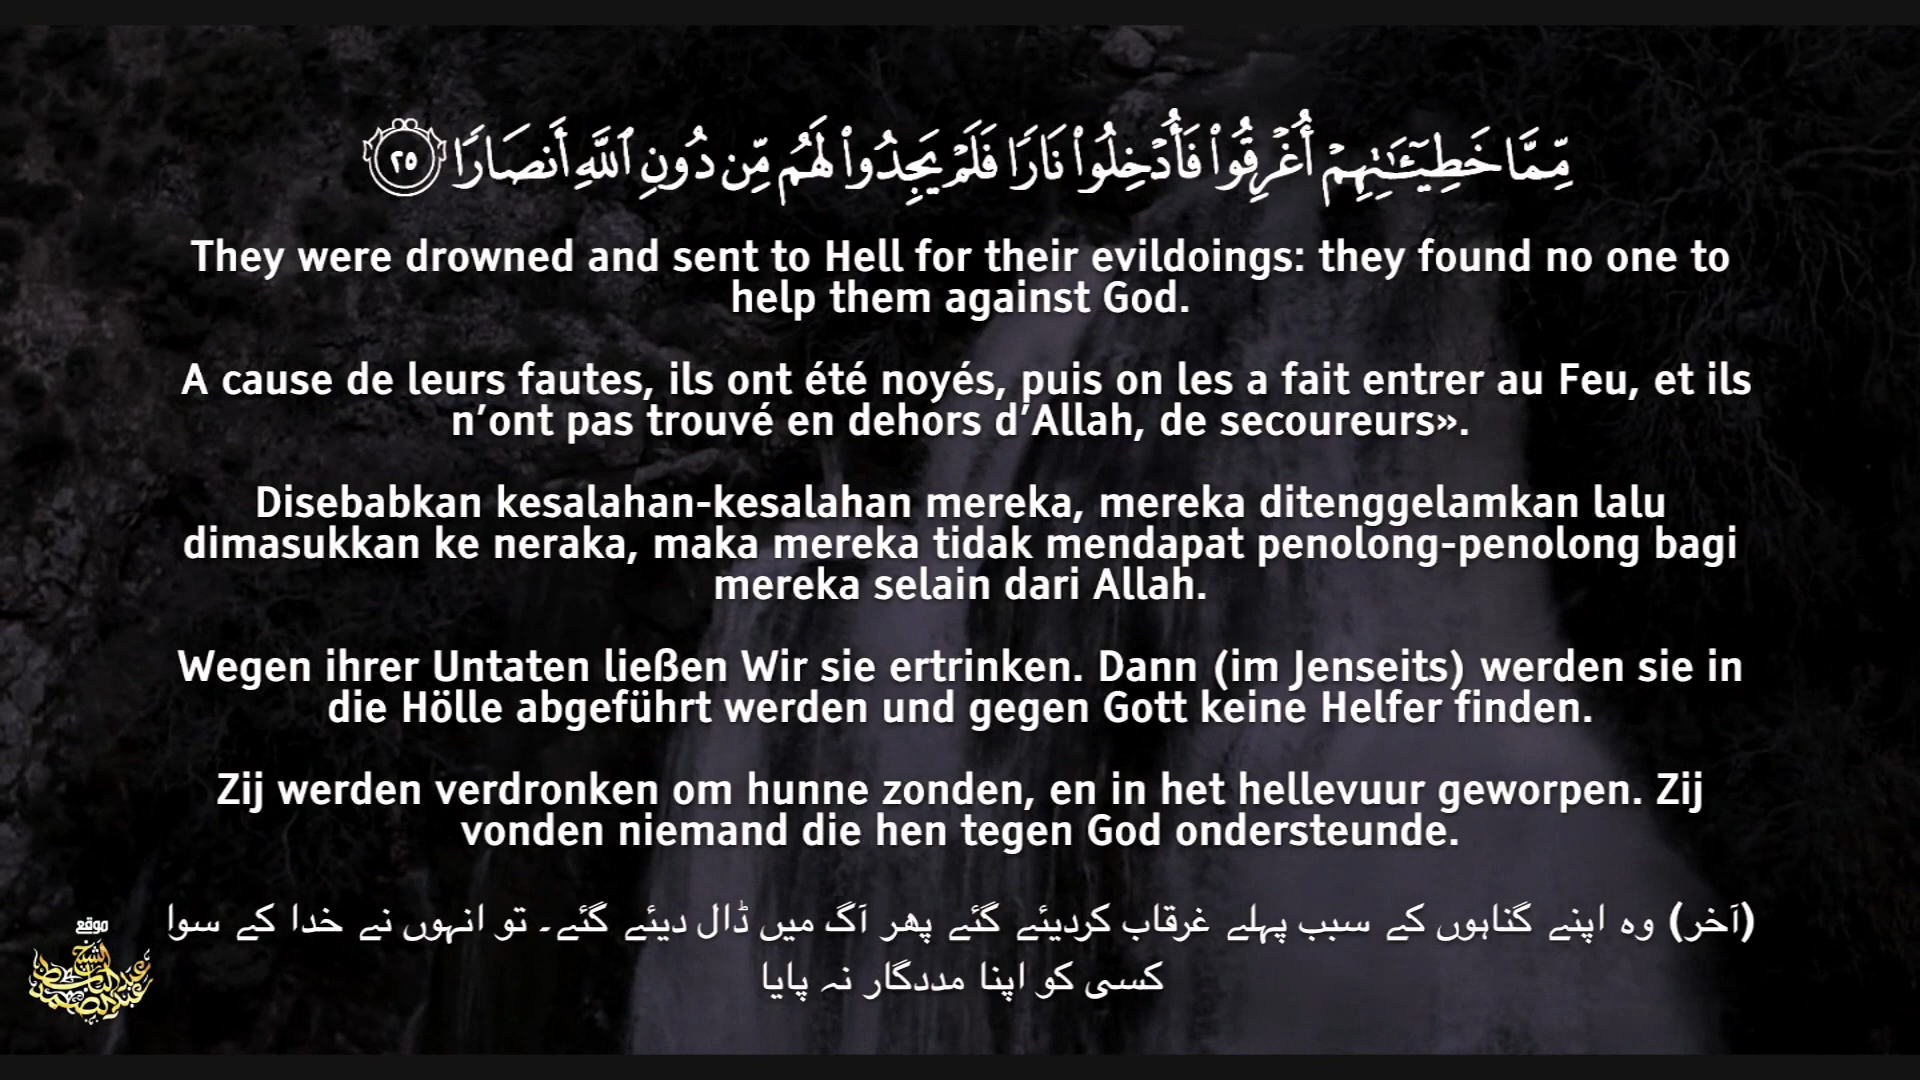 مِّمَّا خَطِيٓـَٔـٰتِهِمْ أُغْرِقُوا۟ فَأُدْخِلُوا۟ نَارًا فَلَمْ يَجِدُوا۟ لَهُم مِّن دُونِ ٱللَّهِ أَنصَارًا ٢٥
They were drowned and sent to Hell for their evildoings: they found no one to
help them against God.
A cause de leurs fautes, ils ont été noyés, puis on les a fait entrer au Feu, et ils
n’ont pas trouvé en dehors d’Allah, de secoureurs».
Disebabkan kesalahan-kesalahan mereka, mereka ditenggelamkan lalu
dimasukkan ke neraka, maka mereka tidak mendapat penolong-penolong bagi
mereka selain dari Allah.
Wegen ihrer Untaten ließen Wir sie ertrinken. Dann (im Jenseits) werden sie in
die Hölle abgeführt werden und gegen Gott keine Helfer finden.
Zij werden verdronken om hunne zonden, en in het hellevuur geworpen. Zij
vonden niemand die hen tegen God ondersteunde.
(آخر) وہ اپنے گناہوں کے سبب پہلے غرقاب کردیئے گئے پھر آگ میں ڈال دیئے گئے۔ تو انہوں نے خدا کے سوا
کسی کو اپنا مددگار نہ پایا
موقع
الشيخ
عبد الباسط
عبد الصمد